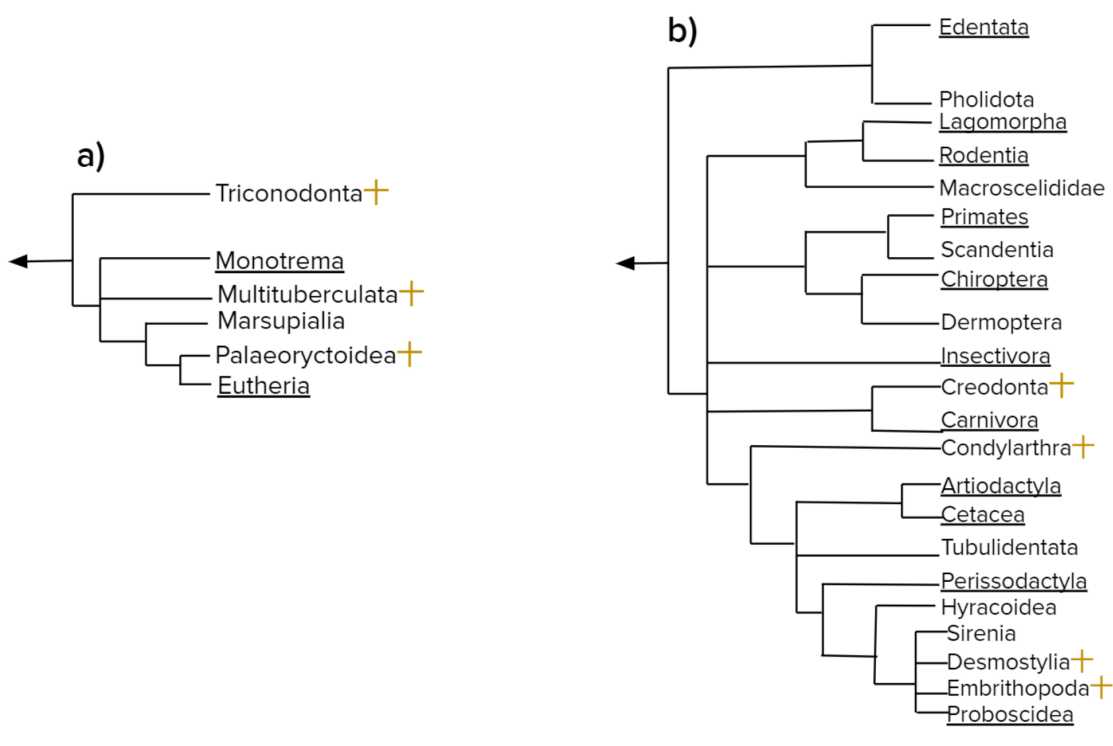 a)
Triconodonta
Monotrema
Multituberculata
Marsupialia
Palaeoryctoidea
Eutheria
b)
Edentata
Pholidota
Lagomorpha
Rodentia
Macroscelididae
Primates
Scandentia
Chiroptera
Dermoptera
Insectivora
Creodonta
Carnivora
Condylarthra
Artiodactyla
Cetacea
Tubulidentata
Perissodactyla
Hyracoidea
Sirenia
Desmostylia
Embrithopoda
Proboscidea